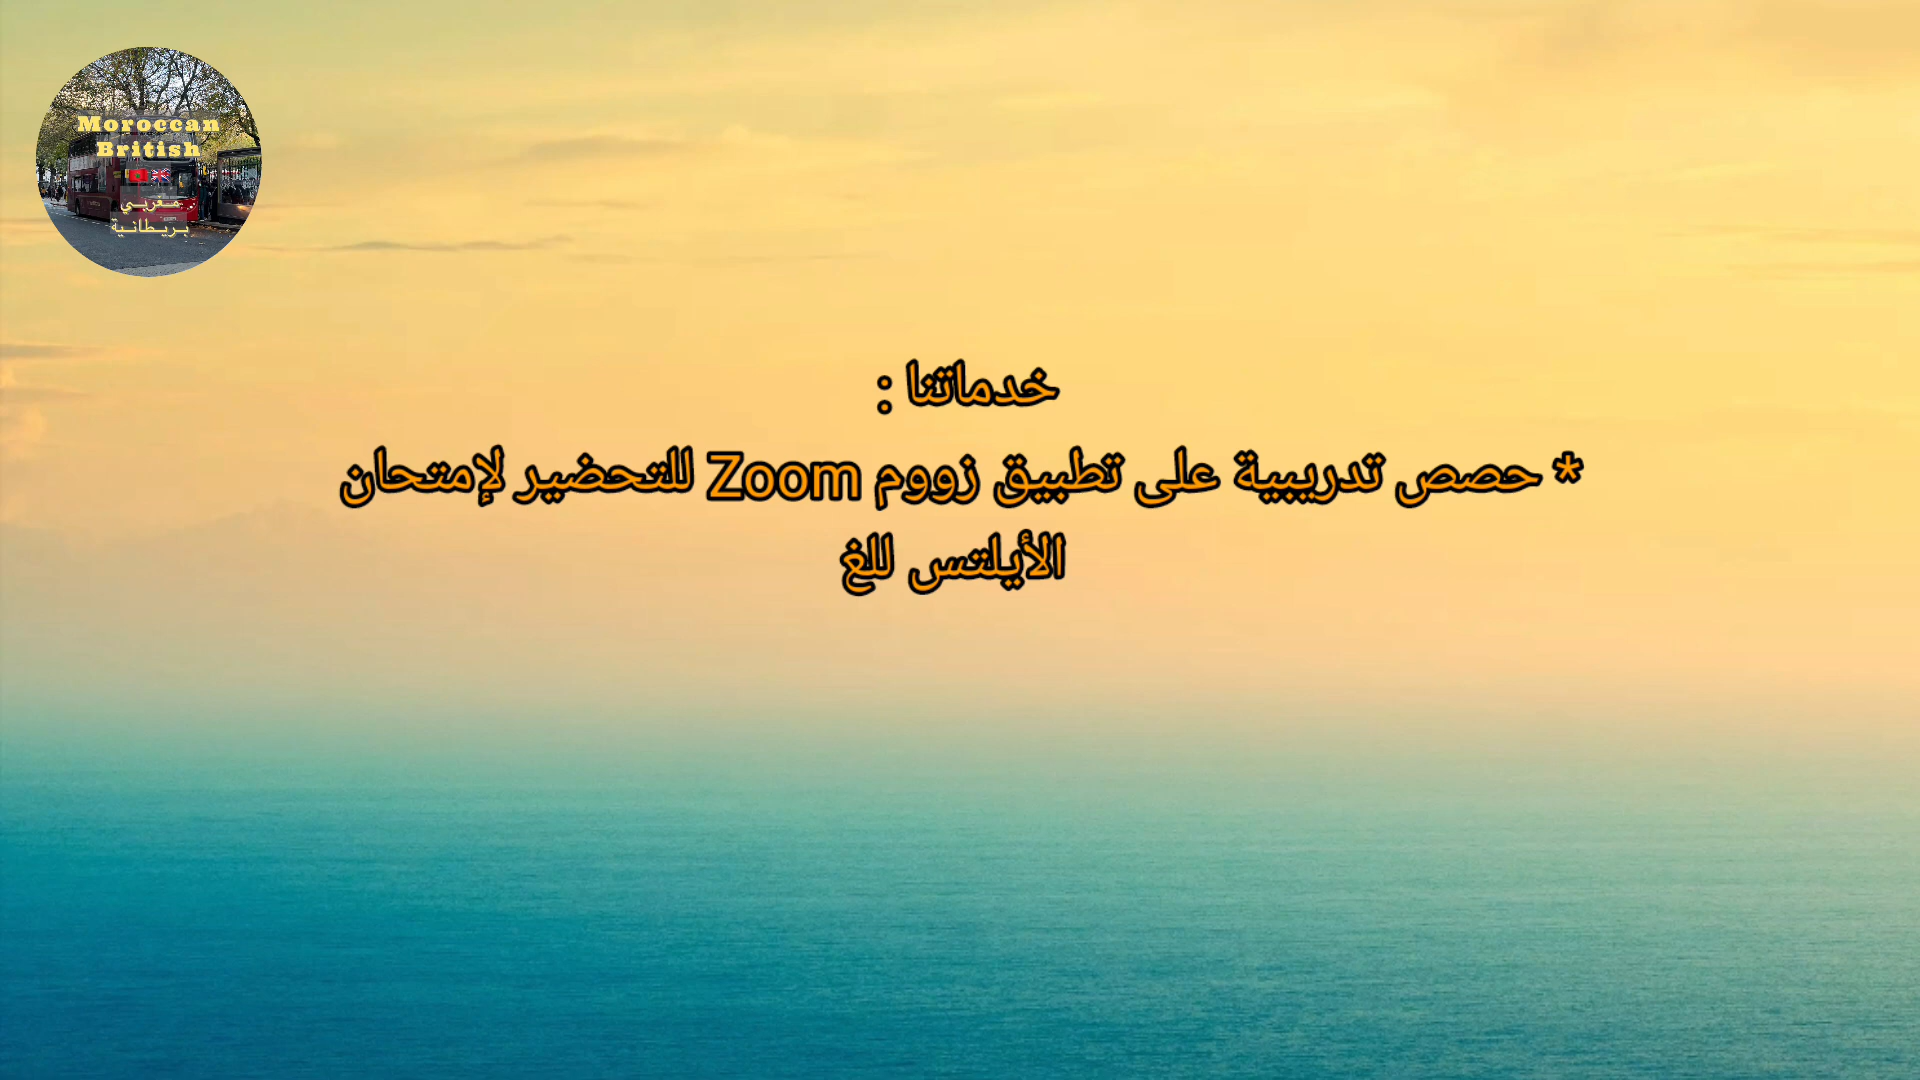 Moroccan
British
مغربي
بريطانية
خدماتنا :
* حصص تدريبية على تطبيق زووم Zoom للتحضير لإمتحان
الأيلتس للغ